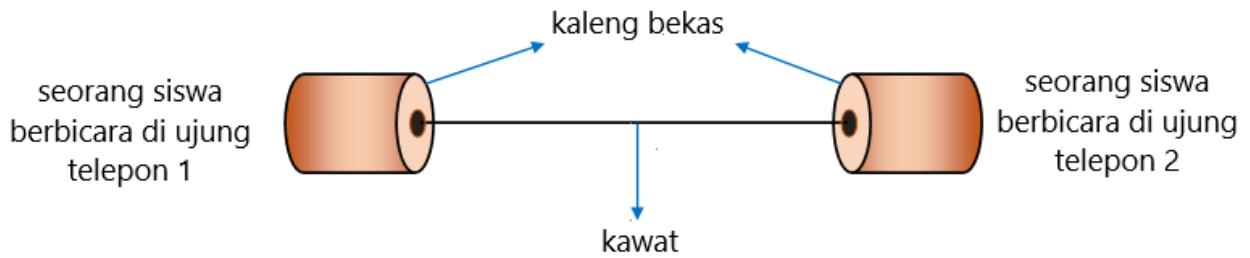 kaleng bekas
seorang siswa
berbicara di ujung
telepon 1
seorang siswa
berbicara di ujung
telepon 2
kawat